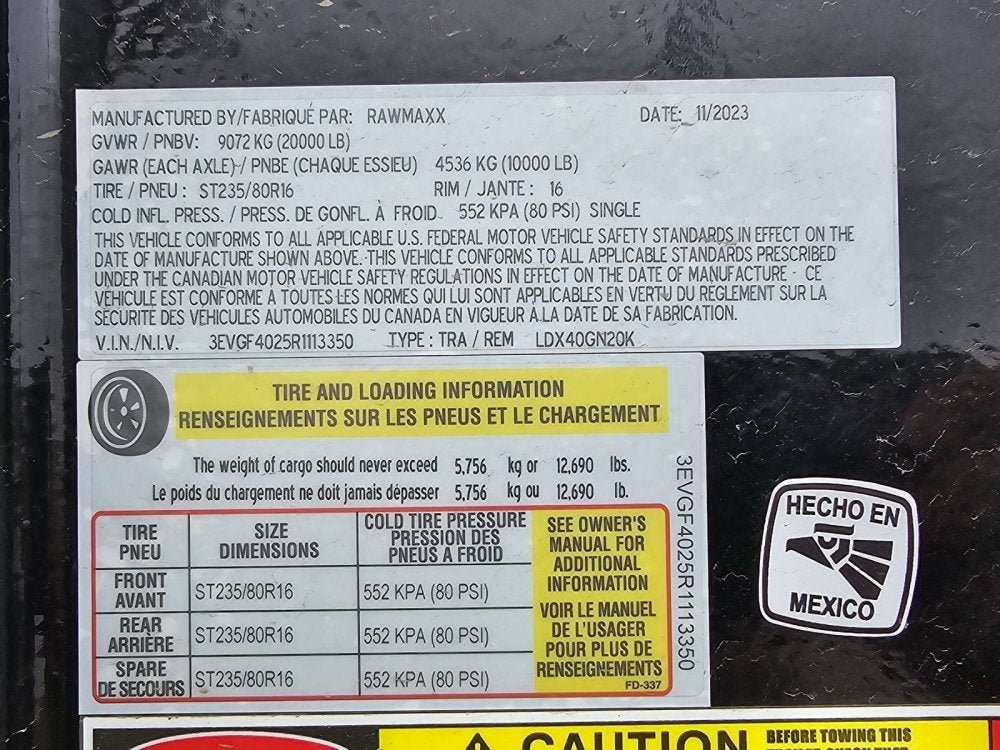 MANUFACTURED BY/FABRIQUÉ PAR: RAWMAXX DATE: 11/2023
GVWR / PNBV: 9072 KG (20000 LB)
GAWR (EACH AXLE)-/ PNBE (CHAQUE ESSIEU) 4536 KG (10000 LB)
TIRE / PNEU : ST235/80R16 RIM / JANTE : 16
COLD INFL. PRESS. / PRESS. DE GONFL. À FROID 552 KPA (80 PSI) SINGLE
THIS VEHICLE CONFORMS TO ALL APPLICABLE U.S. FEDERAL MOTOR VEHICLE SAFETY STANDARDS IN EFFECT ON THE
DATE OF MANUFACTURE SHOWN ABOVE. THIS VEHICLE CONFORMS TO ALL APPLICABLE STANDARDS PRESCRIBED
UNDER THE CANADIAN MOTOR VEHICLE SAFETY REGULATIONS IN EFFECT ON THE DATE OF MANUFACTURE - CE
VEHICULE EST CONFORME A TOUTES LES NORMES QUI LUI SONT APPLICABLES EN VERTU DU REGLEMENT SUR LA
SÉCURITÉ DES VEHICULES AUTOMOBILES DU CANADA EN VIGUEUR A LA DATE DE SA FABRICATION.
V.I.N./N.I.V. 3EVGF4025R1113350 TYPE : TRA / REM LDX40GN20K
TIRE AND LOADING INFORMATION
RENSEIGNEMENTS SUR LES PNEUS ET LE CHARGEMENT
The weight of cargo should never exceed 5,756 kg or 12,690 lbs.
Le poids du chargement ne doit jamais dépasser 5,756 kg ou 12,690 lb.
TIRE
PNEU
SIZE
DIMENSIONS
COLD TIRE PRESSURE
PRESSION DES
PNEUS A FROID
FRONT
AVANT
ST235/80R16
552 KPA (80 PSI)
REAR
ARRIÈRE
ST235/80R16
552 KPA (80 PSI)
SPARE
DE SECOURS
ST235/80R16
552 KPA (80 PSI)
SEE OWNER'S
MANUAL FOR
ADDITIONAL
INFORMATION
VOIR LE MANUEL
DE L'USAGER
POUR PLUS DE
RENSEIGNEMENTS
FD-337
3EVGF4025R1113350
HECHO EN
MEXICO
CAUTION
BEFORE TOWING THIS